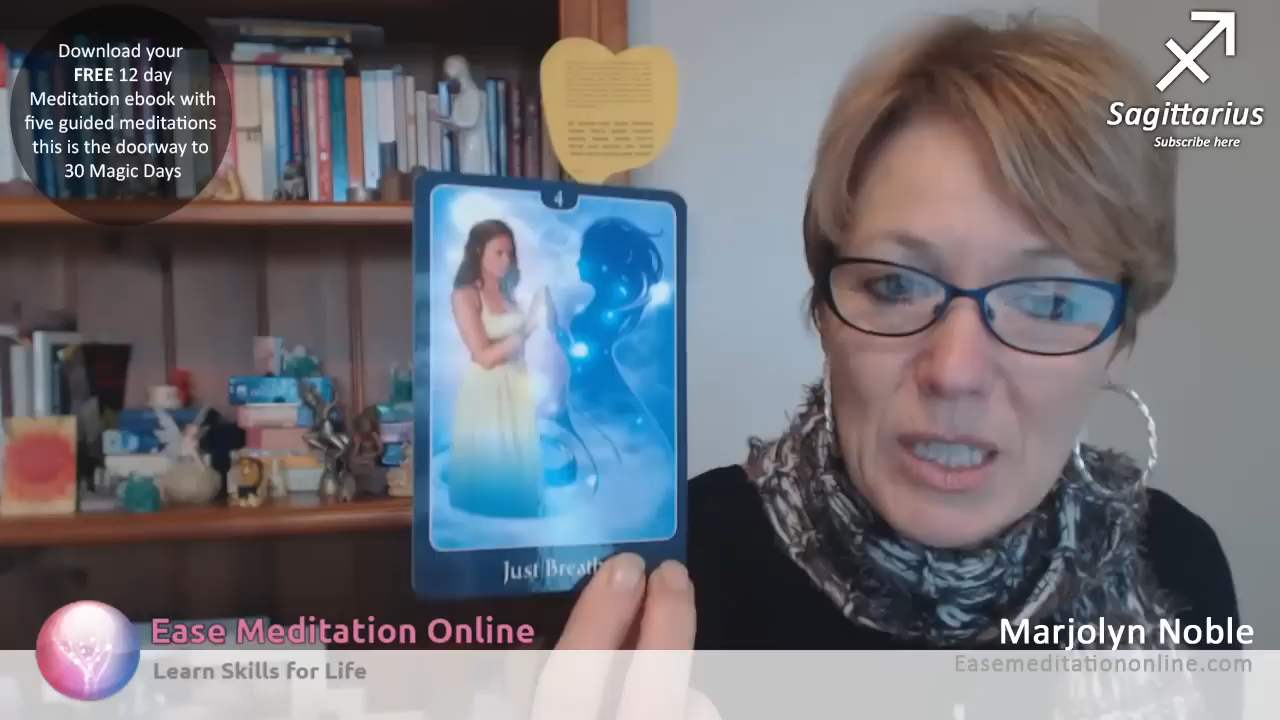 Download your
FREE 12 day
Meditation ebook with
five guided meditations
this is the doorway to
30 Magic Days
Sagittarius
Subscribe here
4
Just Breath
Ease Meditation Online
Learn Skills for Life
Marjolyn Noble
Easemeditationonline.com